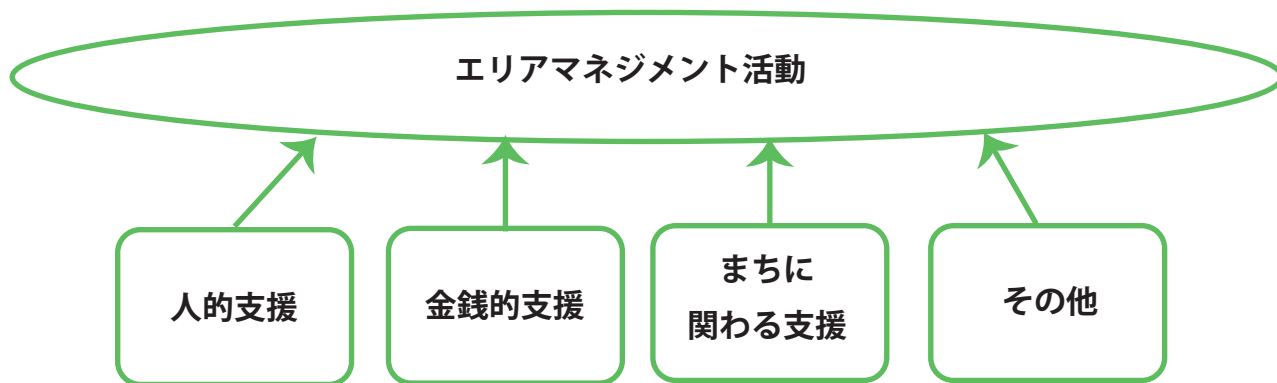 エリアマネジメント活動
人的支援
金銭的支援
まちに
関わる支援
その他